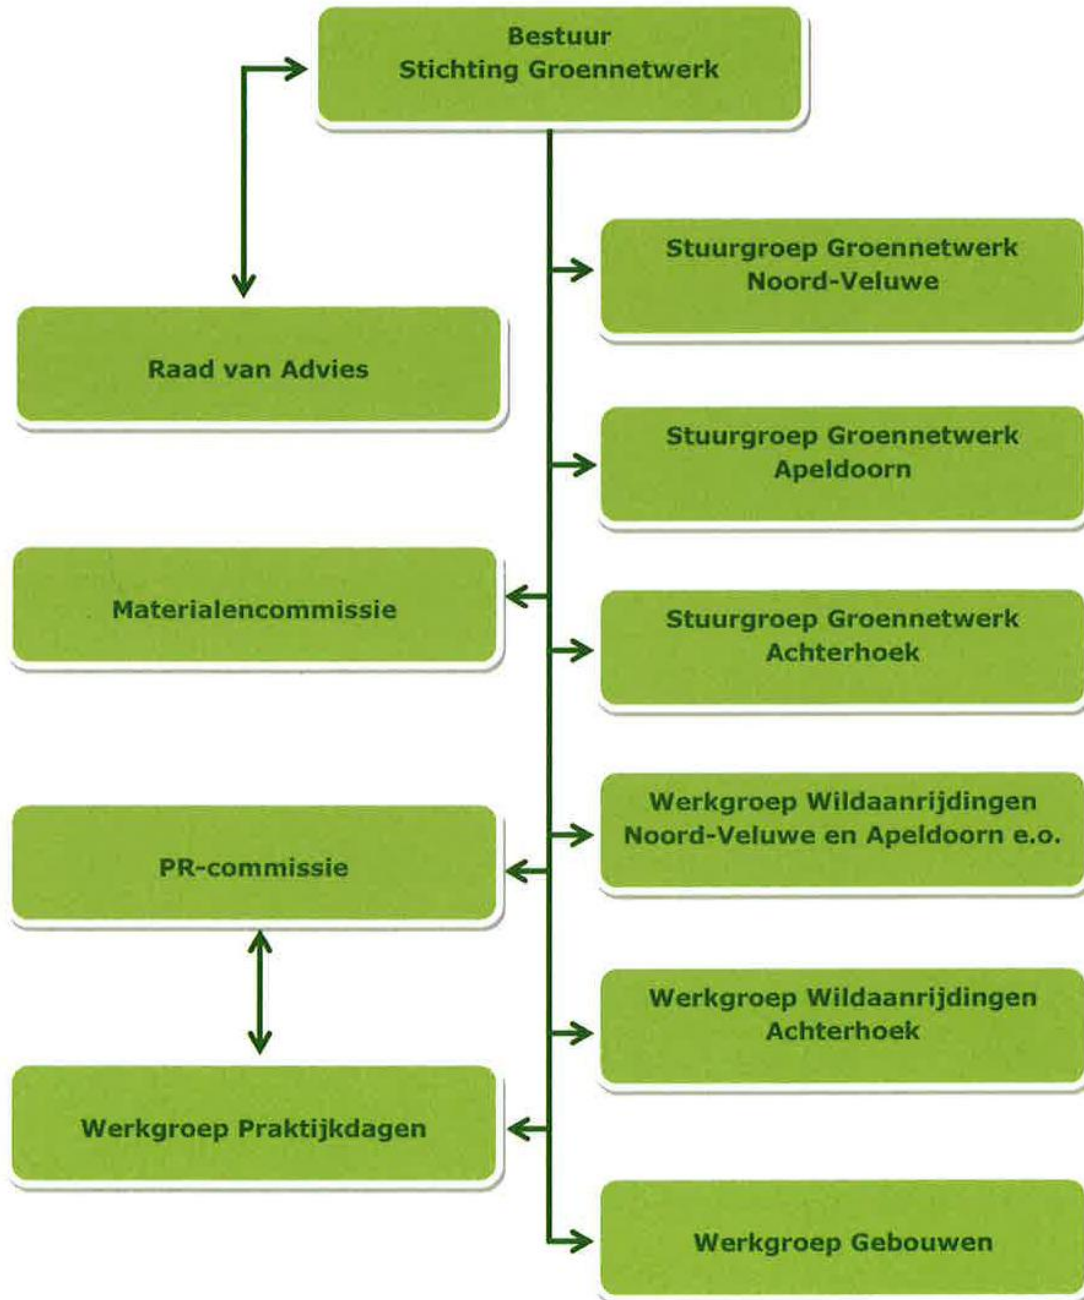 Bestuur
Stichting Groennetwerk
Stuurgroep Groennetwerk
Noord-Veluwe
Raad van Advies
Stuurgroep Groennetwerk
Apeldoorn
Materialencommissie
Stuurgroep Groennetwerk
Achterhoek
Werkgroep Wildaanrijdingen
Noord-Veluwe en Apeldoorn e.o.
PR-commissie
Werkgroep Wildaanrijdingen
Achterhoek
Werkgroep Praktijkdagen
Werkgroep Gebouwen